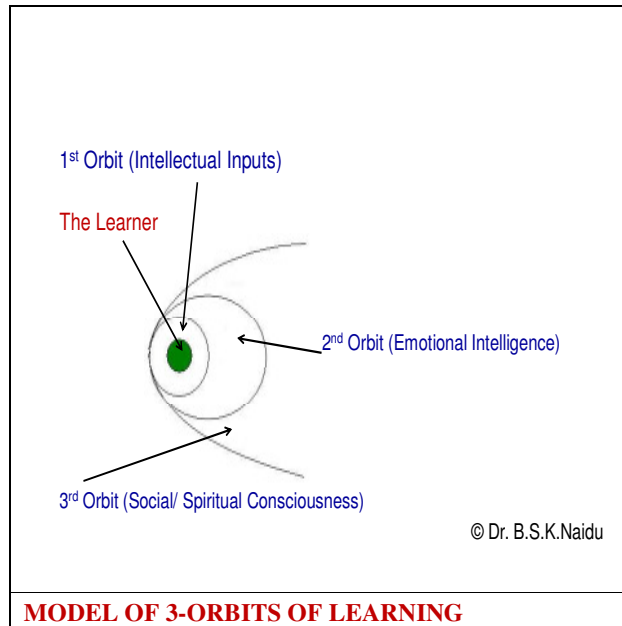 1st Orbit (Intellectual Inputs)
The Learner
2nd Orbit (Emotional Intelligence)
3rd Orbit (Social/ Spiritual Consciousness)
© Dr. B.S.K.Naidu
MODEL OF 3-ORBITS OF LEARNING